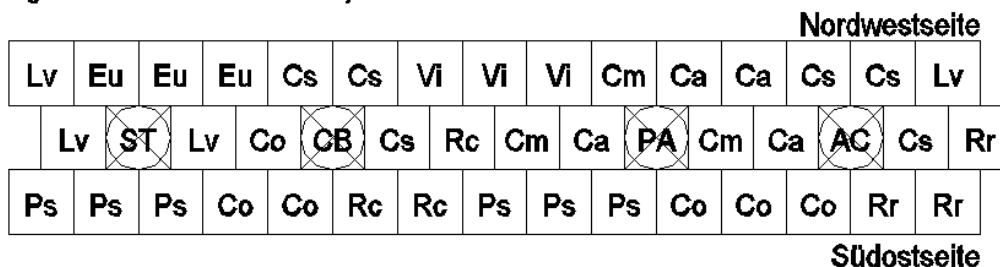 Nordwestseite
Lv Eu Eu Eu Cs Cs Vi Vi Vi Cm Ca Ca Cs Cs Lv
Lv ST Lv Co CB Cs Rc Cm Ca PA Cm Ca AC Cs Rr
Ps Ps Ps Co Co Rc Rc Ps Ps Ps Co Co Co Rr Rr
Südostseite